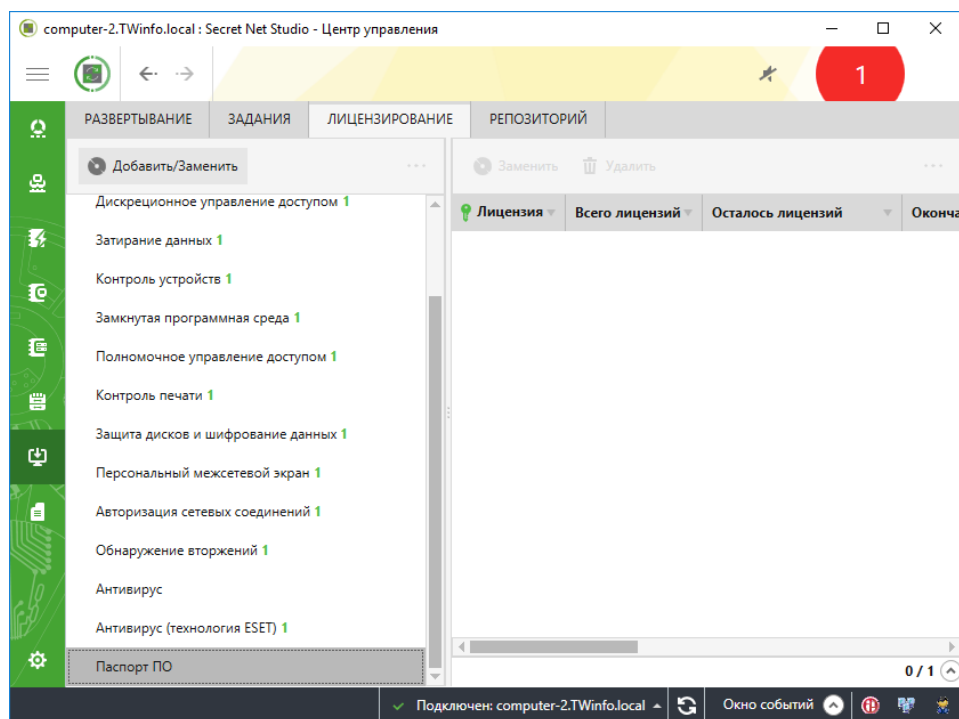 computer-2.TWinfo.local : Secret Net Studio - Центр управления
1
РАЗВЕРТЫВАНИЕ ЗАДАНИЯ ЛИЦЕНЗИРОВАНИЕ РЕПОЗИТОРИЙ
Добавить/Заменить ... Заменить Удалить ...
Лицензия Всего лицензий Осталось лицензий Оконча
Дискреционное управление доступом 1
Затирание данных 1
Контроль устройств 1
Замкнутая программная среда 1
Полномочное управление доступом 1
Контроль печати 1
Защита дисков и шифрование данных 1
Персональный межсетевой экран 1
Авторизация сетевых соединений 1
Обнаружение вторжений 1
Антивирус
Антивирус (технология ESET) 1
Паспорт ПО
0 / 1
Подключен: computer-2.TWinfo.local Окно событий